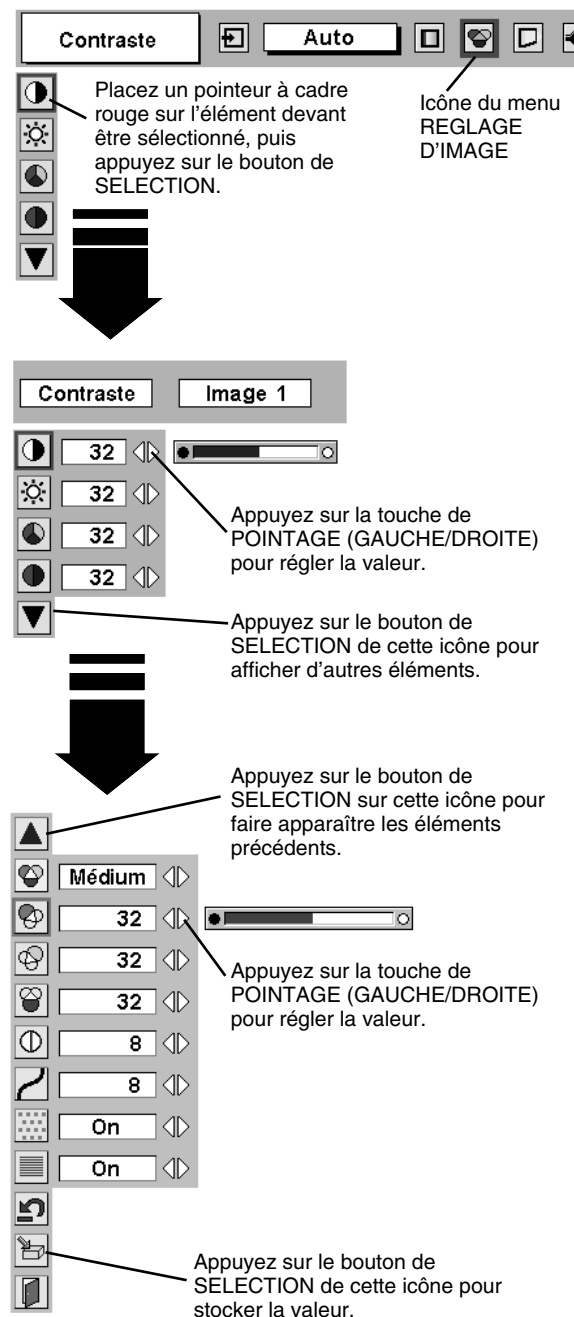 Contraste
Auto
Placez un pointeur à cadre
rouge sur l'élément devant
être sélectionné, puis
appuyez sur le bouton de
SELECTION.
Icône du menu
REGLAGE
D'IMAGE
Contraste
Image 1
32
32
32
32
Appuyez sur la touche de
POINTAGE (GAUCHE/DROITE)
pour régler la valeur.
Appuyez sur le bouton de
SELECTION de cette icône pour
afficher d'autres éléments.
Appuyez sur le bouton de
SELECTION sur cette icône pour
faire apparaître les éléments
précédents.
Médium
32
32
32
8
8
On
On
Appuyez sur la touche de
POINTAGE (GAUCHE/DROITE)
pour régler la valeur.
Appuyez sur le bouton de
SELECTION de cette icône pour
stocker la valeur.